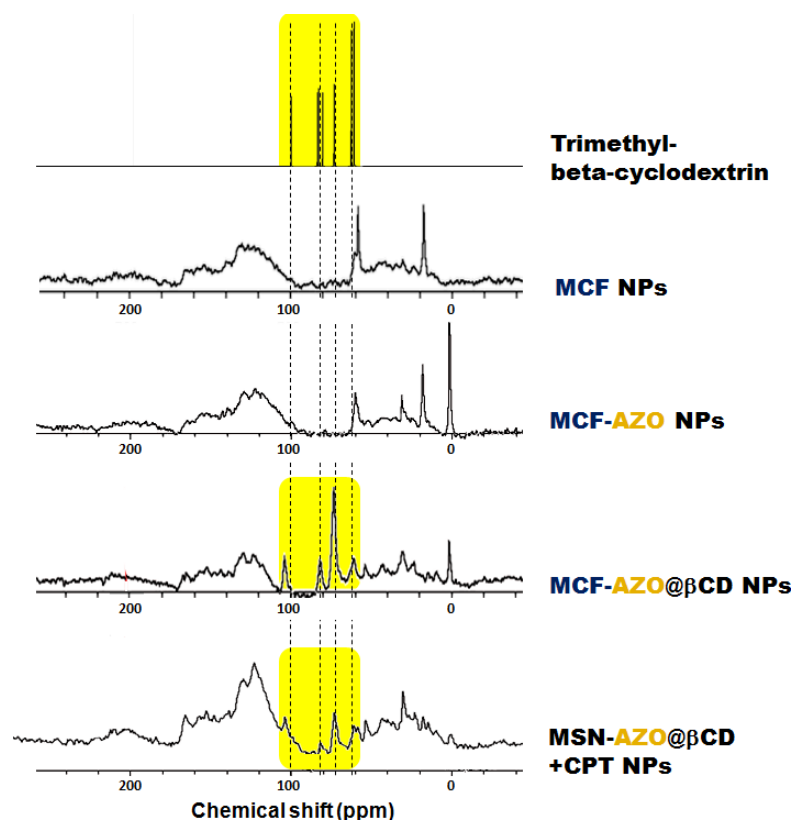 Trimethyl-
beta-cyclodextrin
MCF NPs
200 100 0
MCF-AZO NPs
200 100 0
MCF-AZO@βCD NPs
200 100 0
MSN-AZO@βCD
+CPT NPs
200 100 0
Chemical shift (ppm)